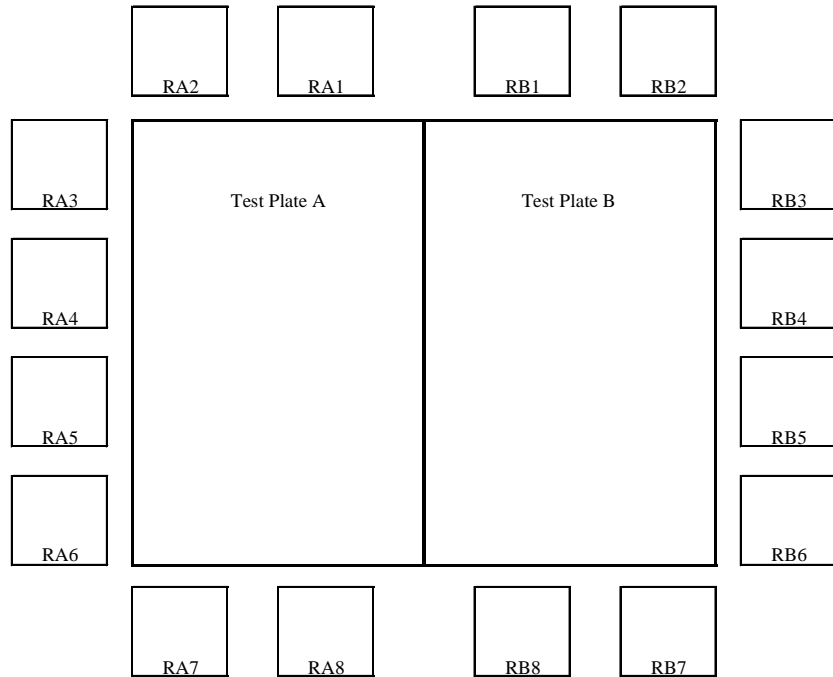 RA2 RA1 RB1 RB2
RA3 Test Plate A Test Plate B RB3
RA4 RB4
RA5 RB5
RA6 RB6
RA7 RA8 RB8 RB7